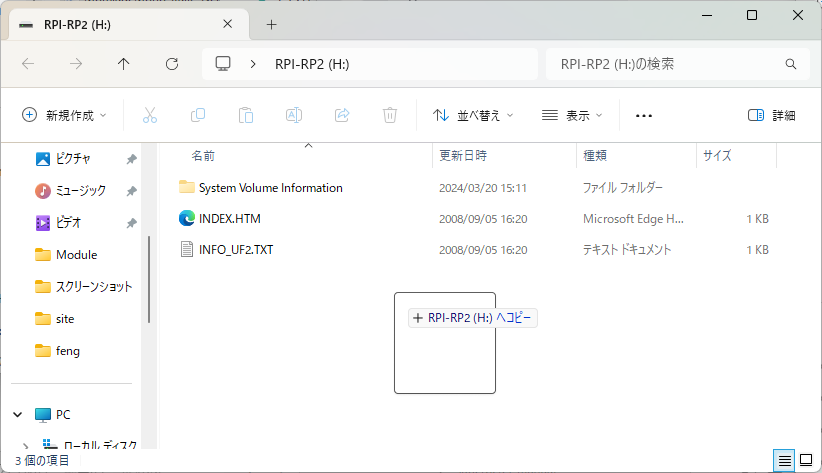 RPI-RP2 (H:)
RPI-RP2 (H:)
RPI-RP2 (H:)の検索
新規作成
並べ替え
表示
詳細
名前
更新日時
種類
サイズ
ピクチャ
ミュージック
ビデオ
Module
スクリーンショット
site
feng
PC
ローカル ディスク
System Volume Information
2024/03/20 15:11
ファイル フォルダー
INDEX.HTM
2008/09/05 16:20
Microsoft Edge H...
1 KB
INFO_UF2.TXT
2008/09/05 16:20
テキスト ドキュメント
1 KB
+ RPI-RP2 (H:) へコピー
3 個の項目